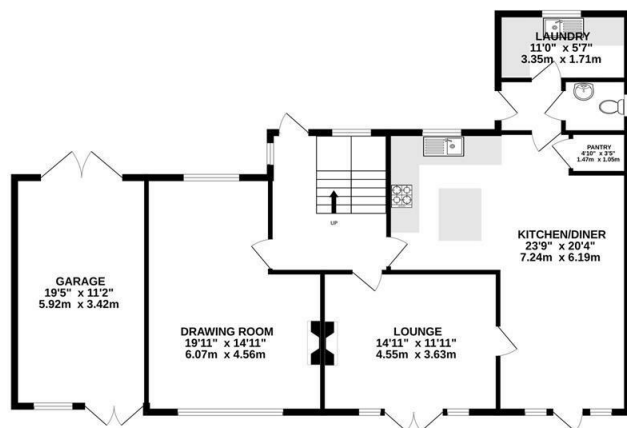 LAUNDRY
11'0" x 5'7"
3.35m x 1.71m
PANTRY
4'10" x 3'5"
1.47m x 1.05m
UP
KITCHEN/DINER
23'9" x 20'4"
7.24m x 6.19m
GARAGE
19'5" x 11'2"
5.92m x 3.42m
DRAWING ROOM
19'11" x 14'11"
6.07m x 4.56m
LOUNGE
14'11" x 11'11"
4.55m x 3.63m